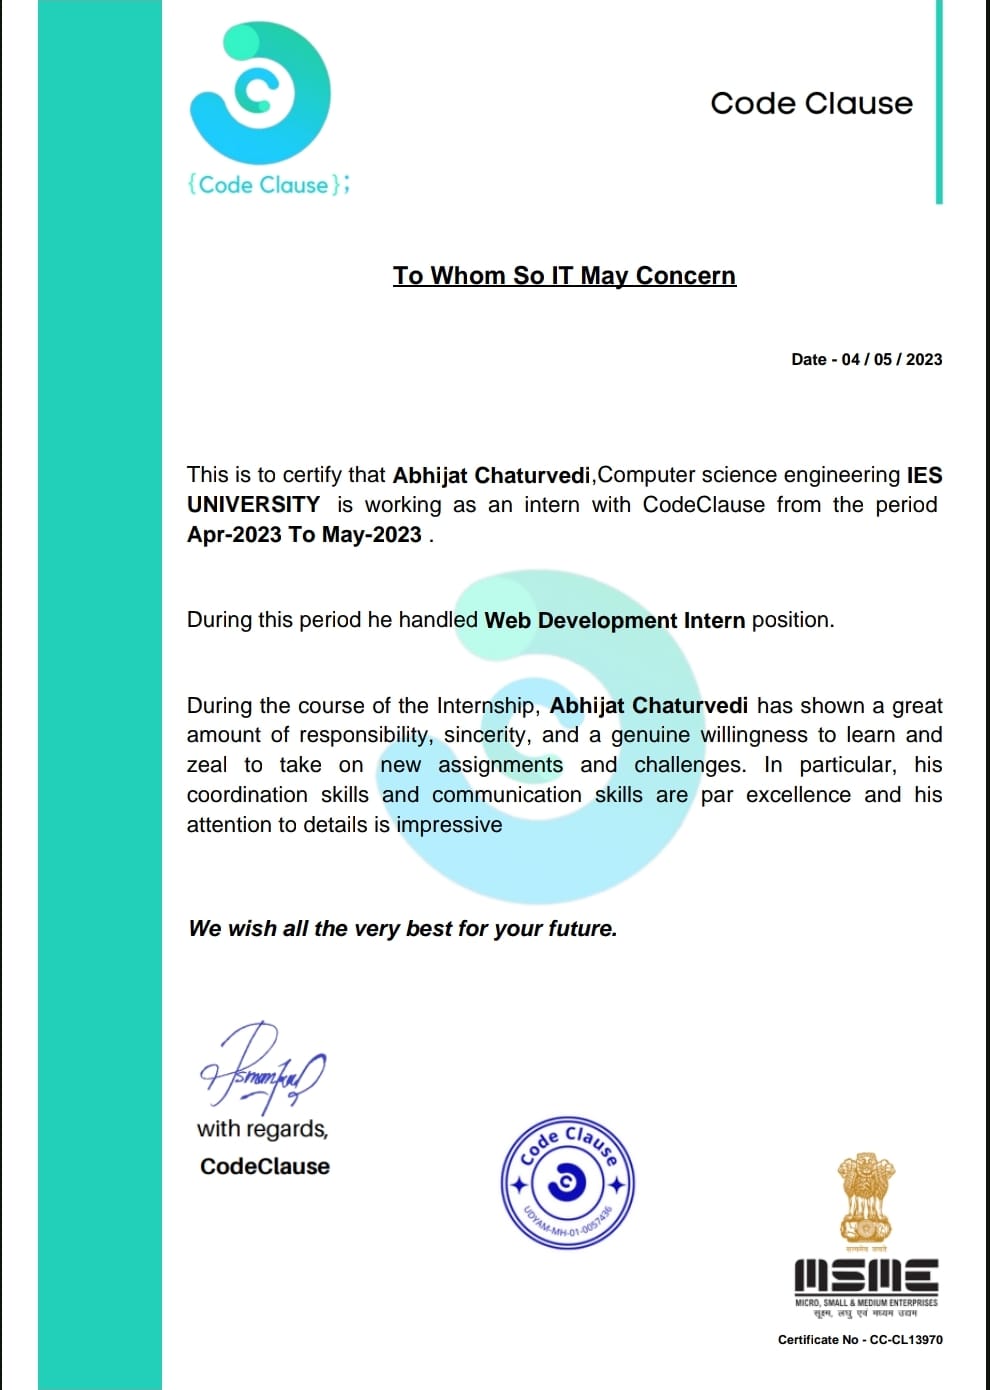 {Code Clause};
Code Clause
To Whom So IT May Concern
Date - 04 / 05 / 2023
This is to certify that Abhijat Chaturvedi,Computer science engineering IES
UNIVERSITY is working as an intern with CodeClause from the period
Apr-2023 To May-2023 .
During this period he handled Web Development Intern position.
During the course of the Internship, Abhijat Chaturvedi has shown a great
amount of responsibility, sincerity, and a genuine willingness to learn and
zeal to take on new assignments and challenges. In particular, his
coordination skills and communication skills are par excellence and his
attention to details is impressive
We wish all the very best for your future.
with regards,
CodeClause
Code Clause
UDYAM-MH-01-0057436
सत्यमेव जयते
MSME
MICRO, SMALL & MEDIUM ENTERPRISES
सूक्ष्म, लघु एवं मध्यम उद्यम
Certificate No - CC-CL13970